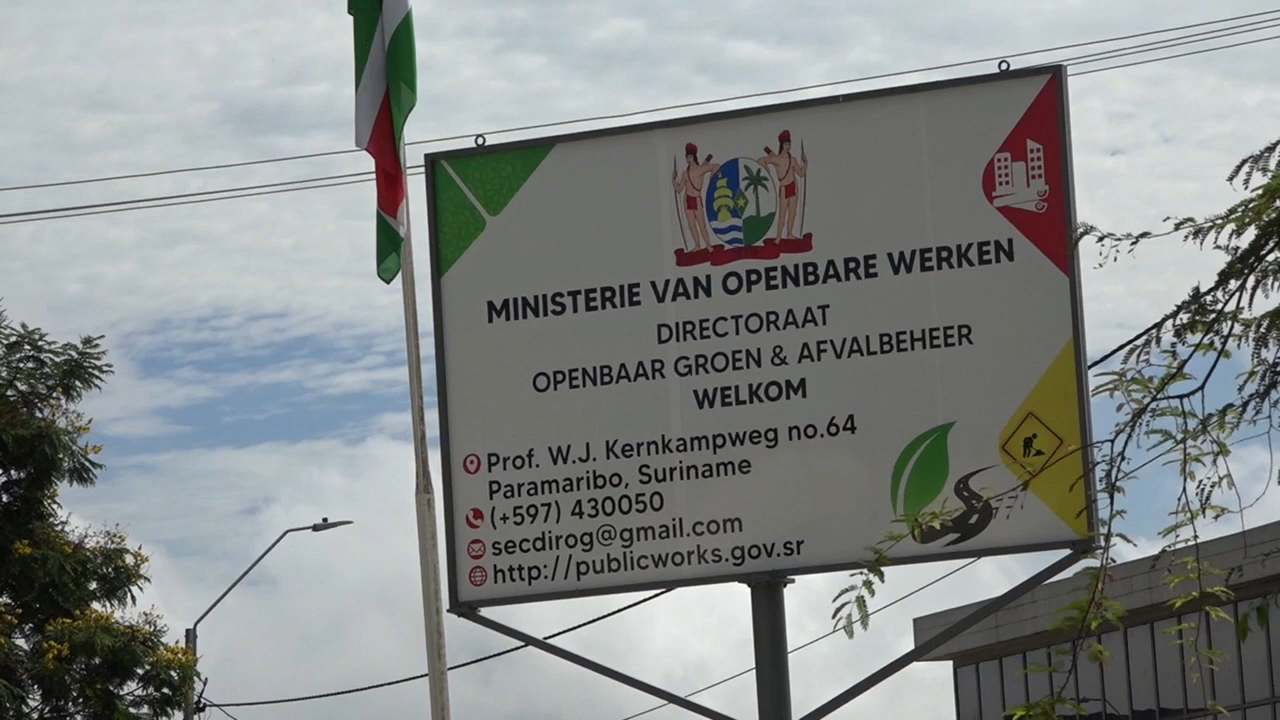 MINISTERIE VAN OPENBARE WERKEN
DIRECTORAAT
OPENBAAR GROEN & AFVALBEHEER
WELKOM
Prof. W.J. Kernkampweg no.64
Paramaribo, Suriname
(+597) 430050
secdirog@gmail.com
http://publicworks.gov.sr